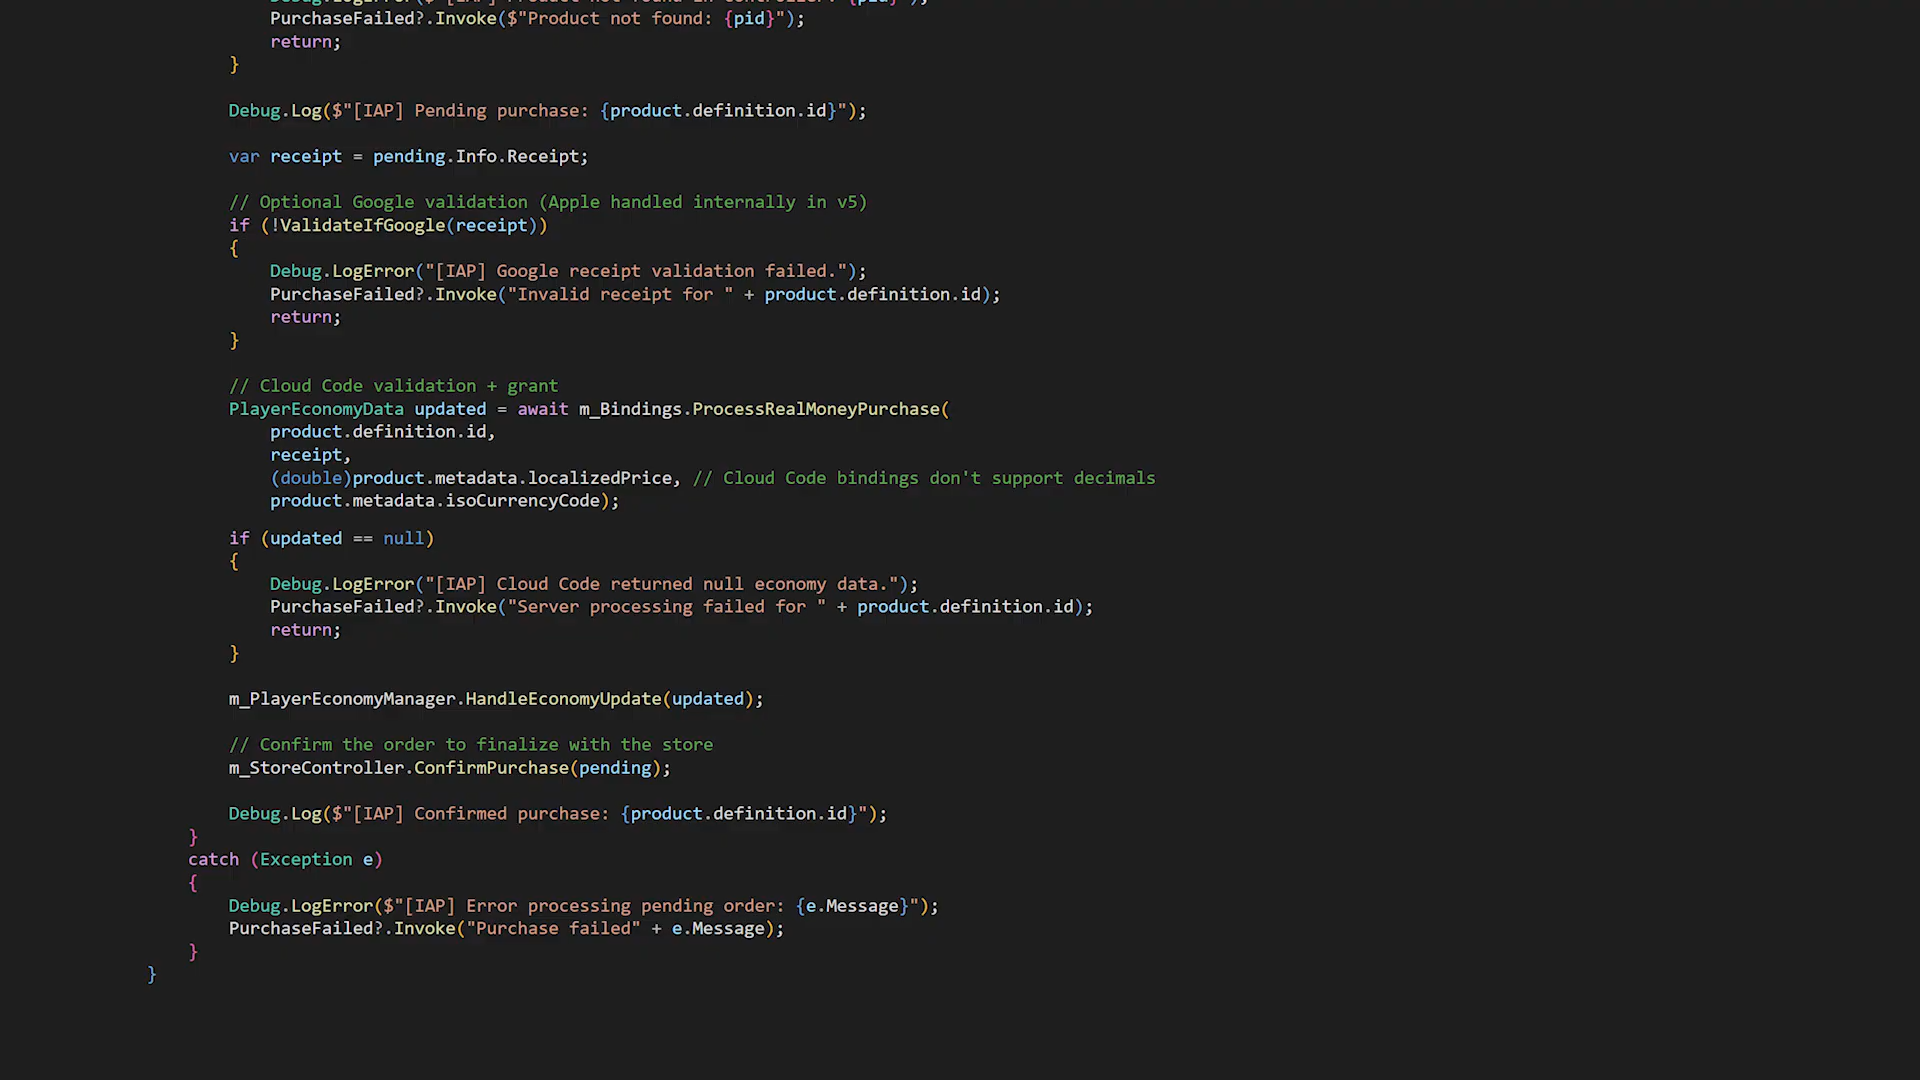 PurchaseFailed?.Invoke($"Product not found: {pid}");
return;
}
Debug.Log($"[IAP] Pending purchase: {product.definition.id}");
var receipt = pending.Info.Receipt;
// Optional Google validation (Apple handled internally in v5)
if (!ValidateIfGoogle(receipt))
{
Debug.LogError("[IAP] Google receipt validation failed.");
PurchaseFailed?.Invoke("Invalid receipt for " + product.definition.id);
return;
}
// Cloud Code validation + grant
PlayerEconomyData updated = await m_Bindings.ProcessRealMoneyPurchase(
product.definition.id,
receipt,
(double)product.metadata.localizedPrice, // Cloud Code bindings don't support decimals
product.metadata.isoCurrencyCode);
if (updated == null)
{
Debug.LogError("[IAP] Cloud Code returned null economy data.");
PurchaseFailed?.Invoke("Server processing failed for " + product.definition.id);
return;
}
m_PlayerEconomyManager.HandleEconomyUpdate(updated);
// Confirm the order to finalize with the store
m_StoreController.ConfirmPurchase(pending);
Debug.Log($"[IAP] Confirmed purchase: {product.definition.id}");
}
catch (Exception e)
{
Debug.LogError($"[IAP] Error processing pending order: {e.Message}");
PurchaseFailed?.Invoke("Purchase failed" + e.Message);
}
}